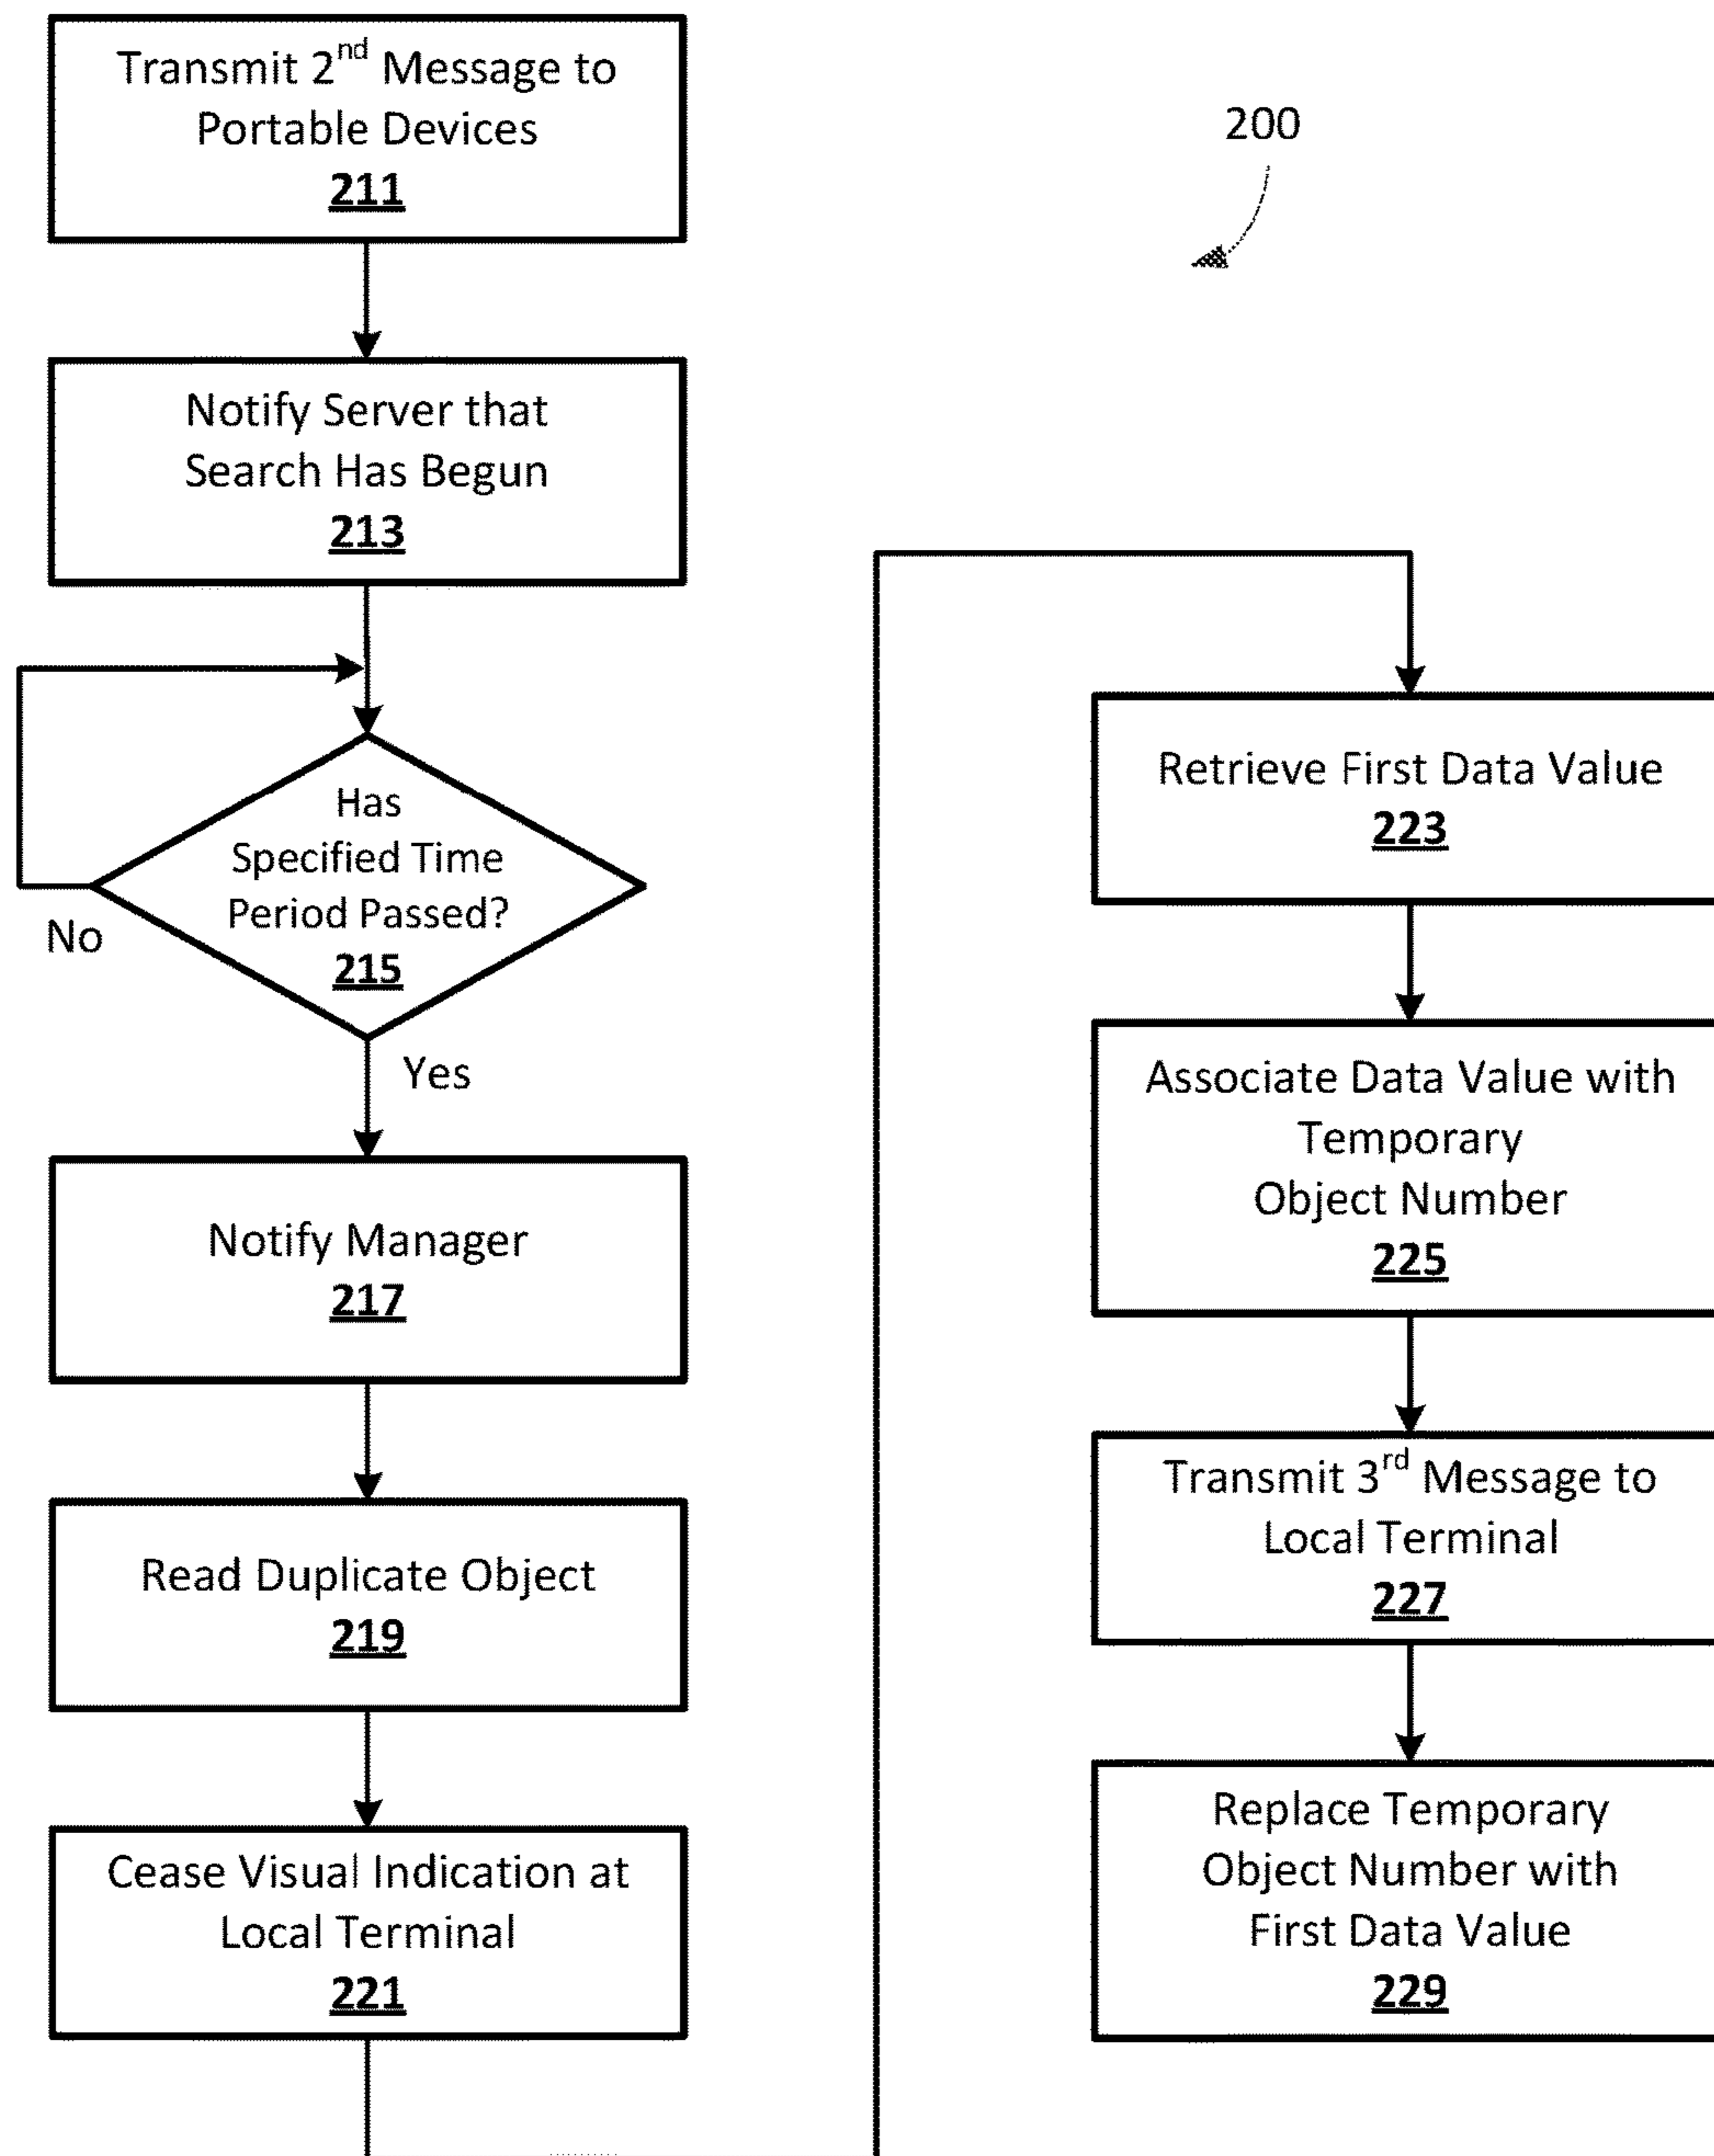 Transmit 2nd Message to
Portable Devices
211
200
Notify Server that
Search Has Begun
213
Has
Specified Time
Period Passed?
215
No
Yes
Notify Manager
217
Read Duplicate Object
219
Cease Visual Indication at
Local Terminal
221
Retrieve First Data Value
223
Associate Data Value with
Temporary
Object Number
225
Transmit 3rd Message to
Local Terminal
227
Replace Temporary
Object Number with
First Data Value
229